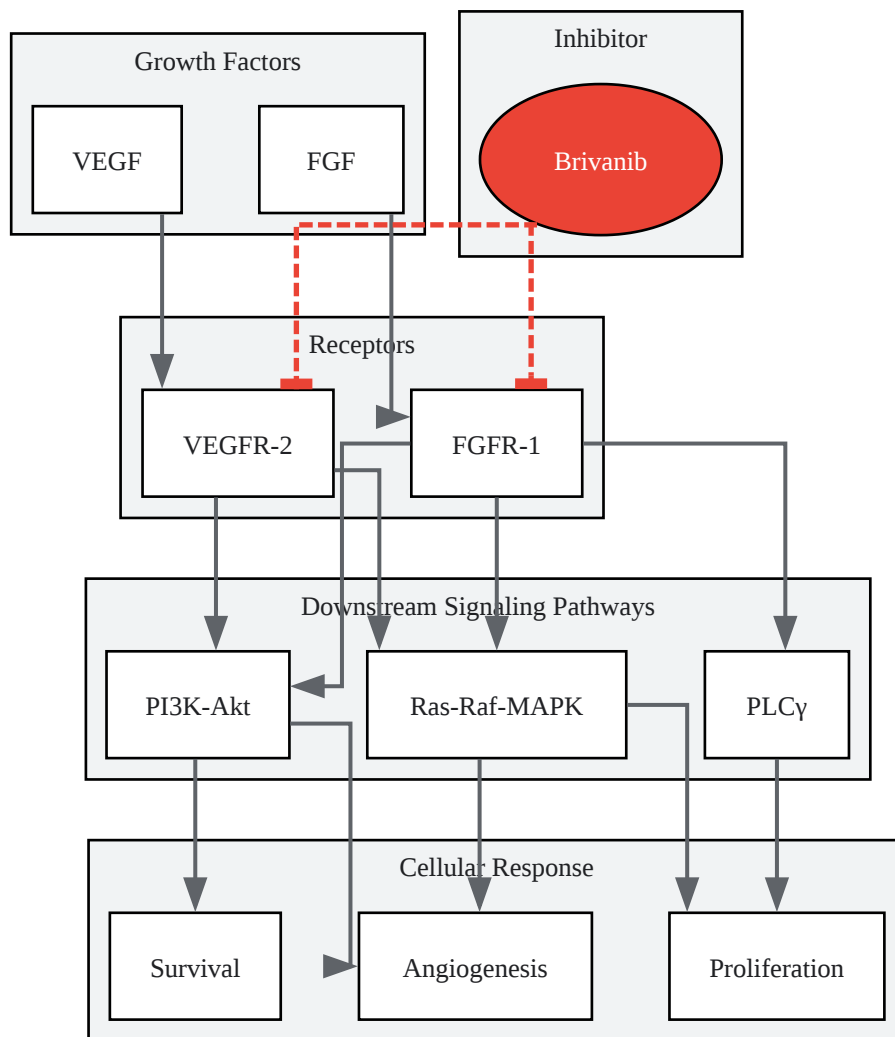 Growth Factors
Inhibitor
VEGF
FGF
Brivanib
Receptors
VEGFR-2
FGFR-1
Downstream Signaling Pathways
PI3K-Akt
Ras-Raf-MAPK
PLCγ
Cellular Response
Survival
Angiogenesis
Proliferation